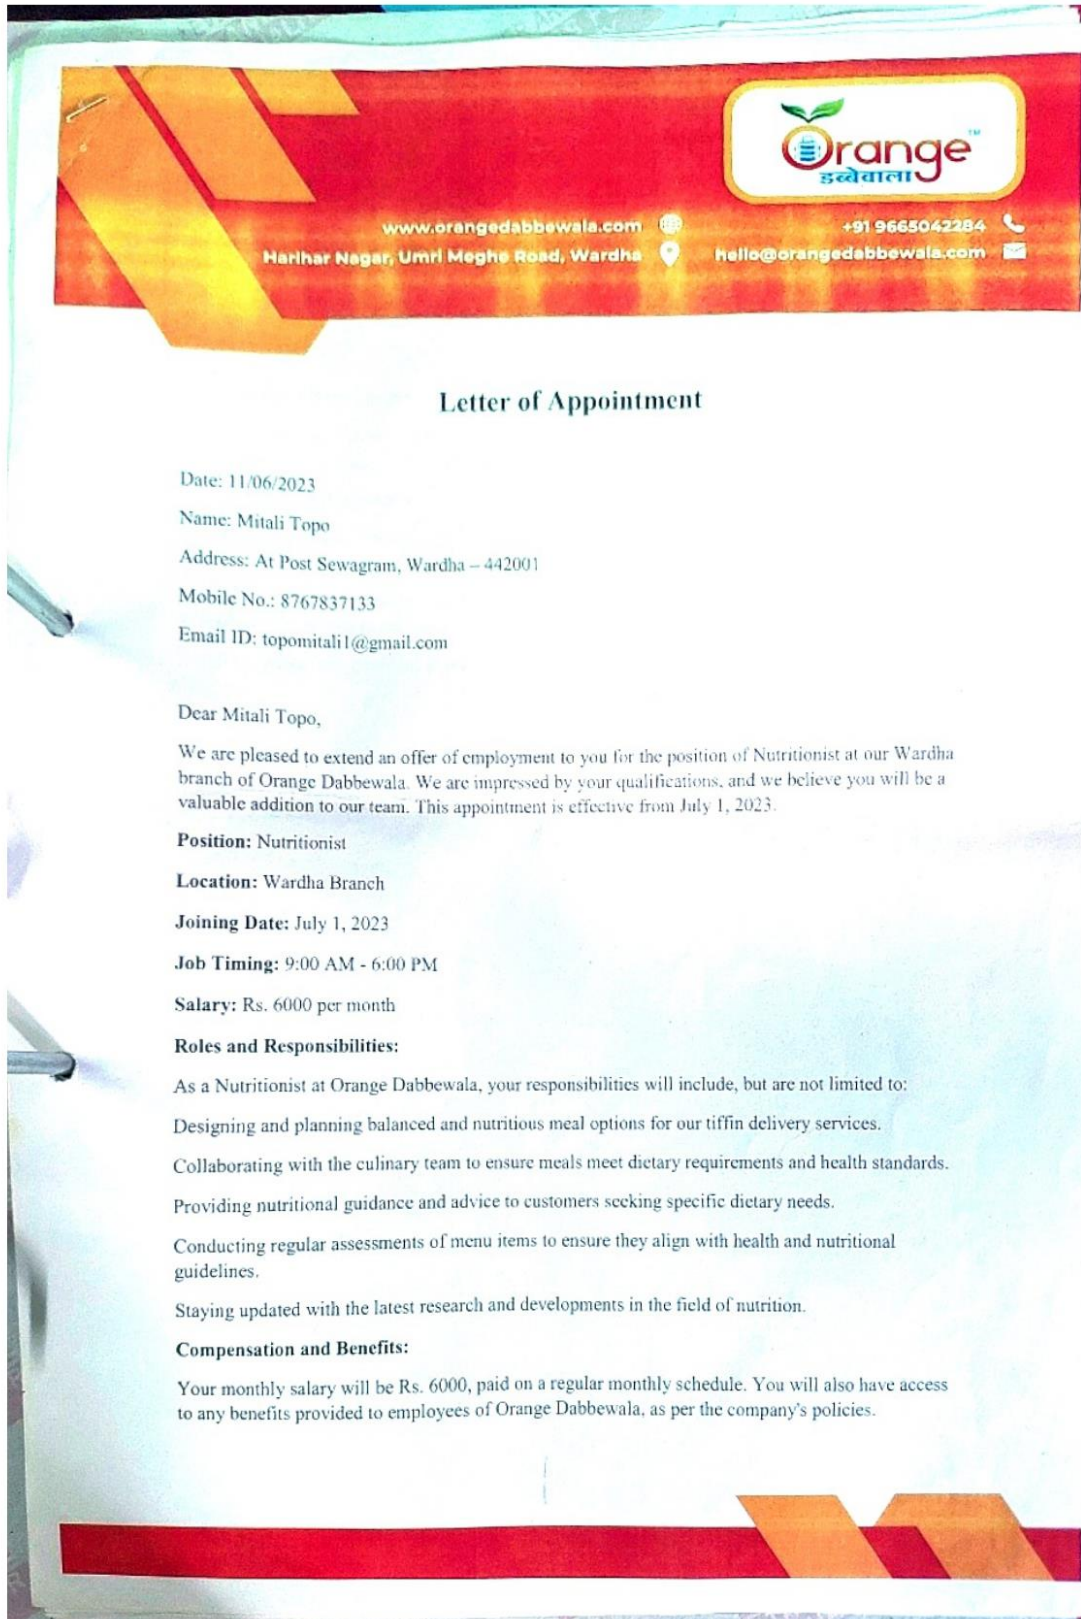 Orange™
डब्बेवाला
www.orangedabbewala.com
+91 9665042284
Harihar Nagar, Umri Meghe Road, Wardha
hello@orangedabbewala.com
Letter of Appointment
Date: 11/06/2023
Name: Mitali Topo
Address: At Post Sewagram, Wardha – 442001
Mobile No.: 8767837133
Email ID: topomitali1@gmail.com
Dear Mitali Topo,
We are pleased to extend an offer of employment to you for the position of Nutritionist at our Wardha
branch of Orange Dabbewala. We are impressed by your qualifications, and we believe you will be a
valuable addition to our team. This appointment is effective from July 1, 2023.
Position: Nutritionist
Location: Wardha Branch
Joining Date: July 1, 2023
Job Timing: 9:00 AM - 6:00 PM
Salary: Rs. 6000 per month
Roles and Responsibilities:
As a Nutritionist at Orange Dabbewala, your responsibilities will include, but are not limited to:
Designing and planning balanced and nutritious meal options for our tiffin delivery services.
Collaborating with the culinary team to ensure meals meet dietary requirements and health standards.
Providing nutritional guidance and advice to customers seeking specific dietary needs.
Conducting regular assessments of menu items to ensure they align with health and nutritional
guidelines.
Staying updated with the latest research and developments in the field of nutrition.
Compensation and Benefits:
Your monthly salary will be Rs. 6000, paid on a regular monthly schedule. You will also have access
to any benefits provided to employees of Orange Dabbewala, as per the company's policies.